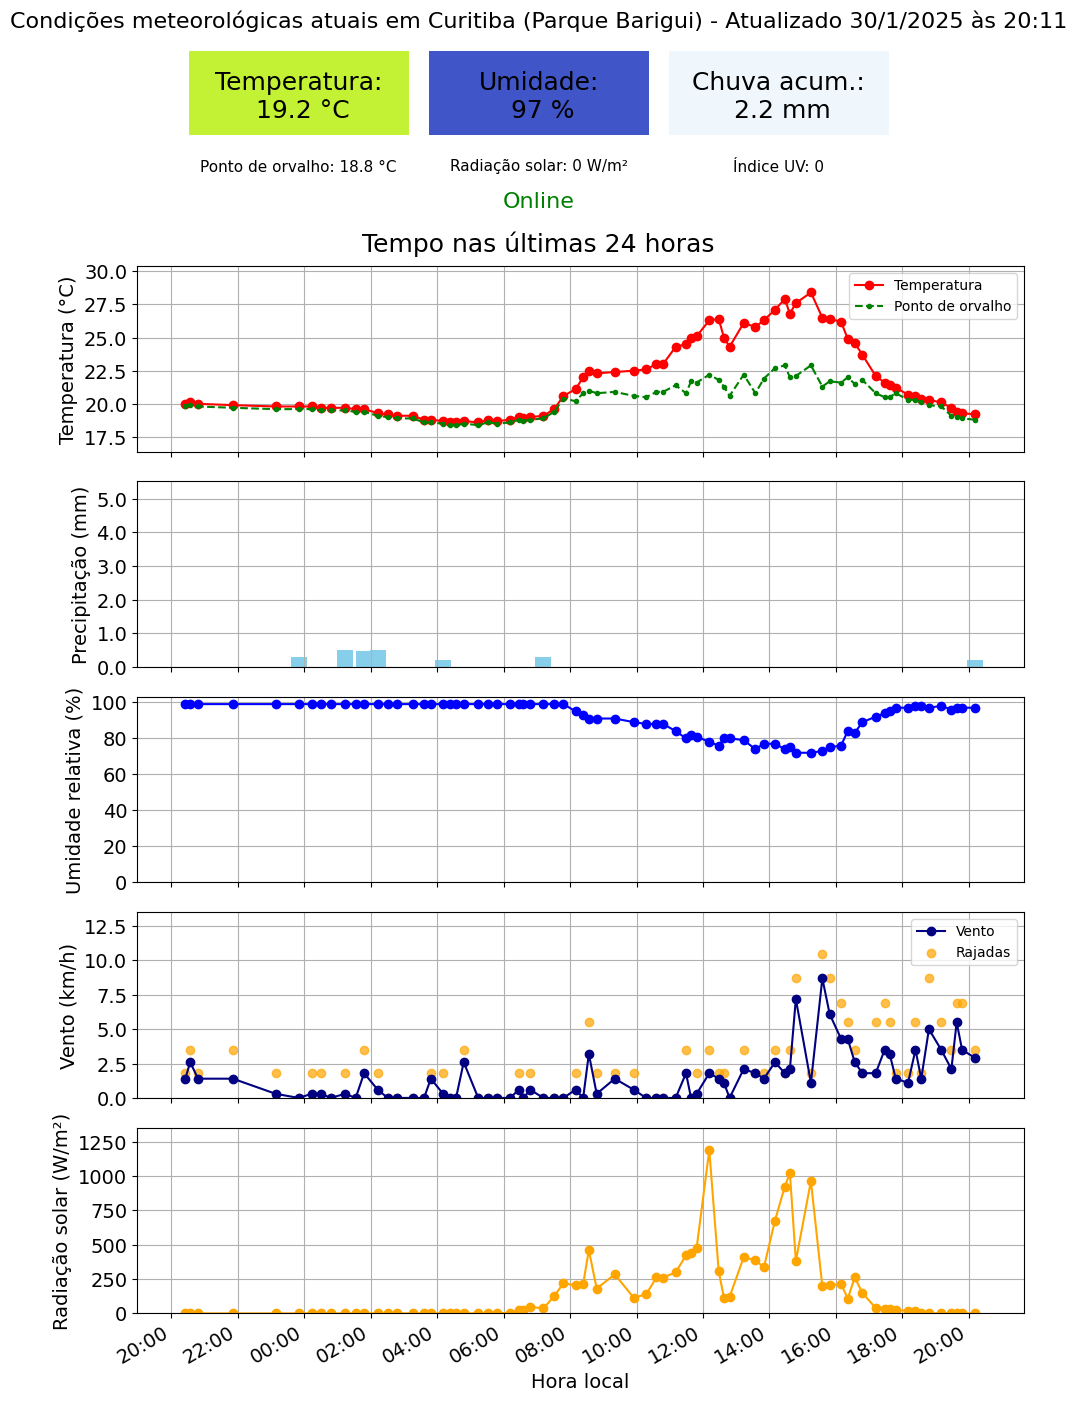 Condições meteorológicas atuais em Curitiba (Parque Barigui) - Atualizado 30/1/2025 às 20:11
Temperatura:
19.2 °C
Umidade:
97 %
Chuva acum.:
2.2 mm
Ponto de orvalho: 18.8 °C
Radiação solar: 0 W/m²
Índice UV: 0
Online
Tempo nas últimas 24 horas
Temperatura (°C)
30.0
27.5
25.0
22.5
20.0
17.5
Temperatura
Ponto de orvalho
Precipitação (mm)
5.0
4.0
3.0
2.0
1.0
0.0
Umidade relativa (%)
100
80
60
40
20
0
Vento (km/h)
12.5
10.0
7.5
5.0
2.5
0.0
Vento
Rajadas
Radiação solar (W/m²)
1250
1000
750
500
250
0
20:00 22:00 00:00 02:00 04:00 06:00 08:00 10:00 12:00 14:00 16:00 18:00 20:00
Hora local